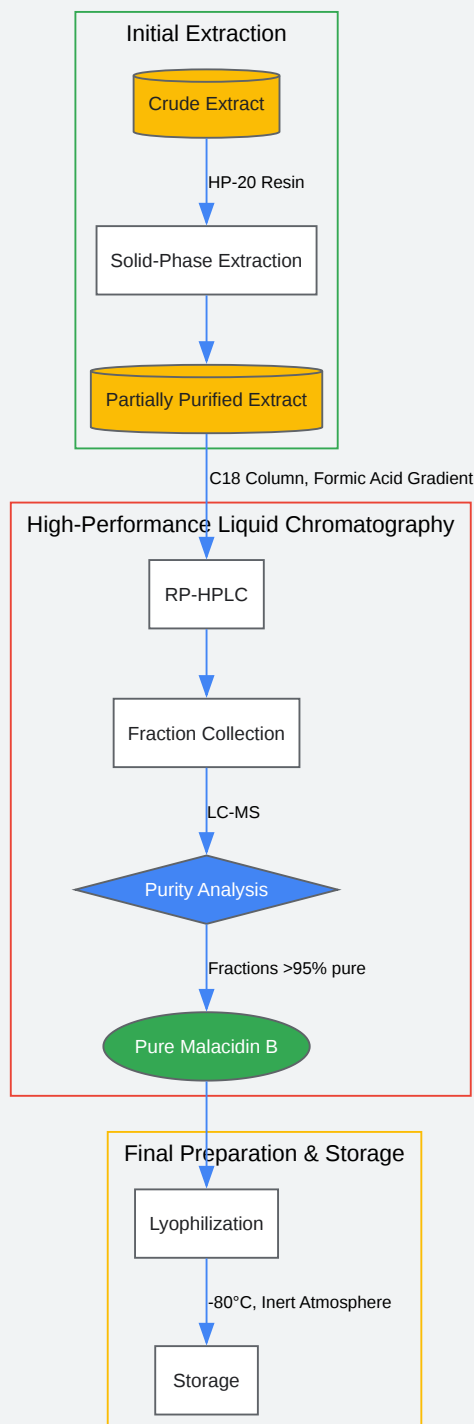 Initial Extraction
Crude Extract
HP-20 Resin
Solid-Phase Extraction
Partially Purified Extract
C18 Column, Formic Acid Gradient
High-Performance Liquid Chromatography
RP-HPLC
Fraction Collection
LC-MS
Purity Analysis
Fractions >95% pure
Pure Malacidin B
Final Preparation & Storage
Lyophilization
-80°C, Inert Atmosphere
Storage